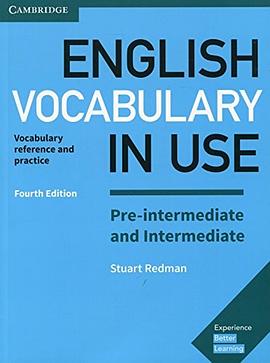 CAMBRIDGE
ENGLISH
VOCABULARY
IN USE
Vocabulary
reference and
practice
Fourth Edition
Pre-intermediate
and Intermediate
Stuart Redman
Experience
Better
Learning